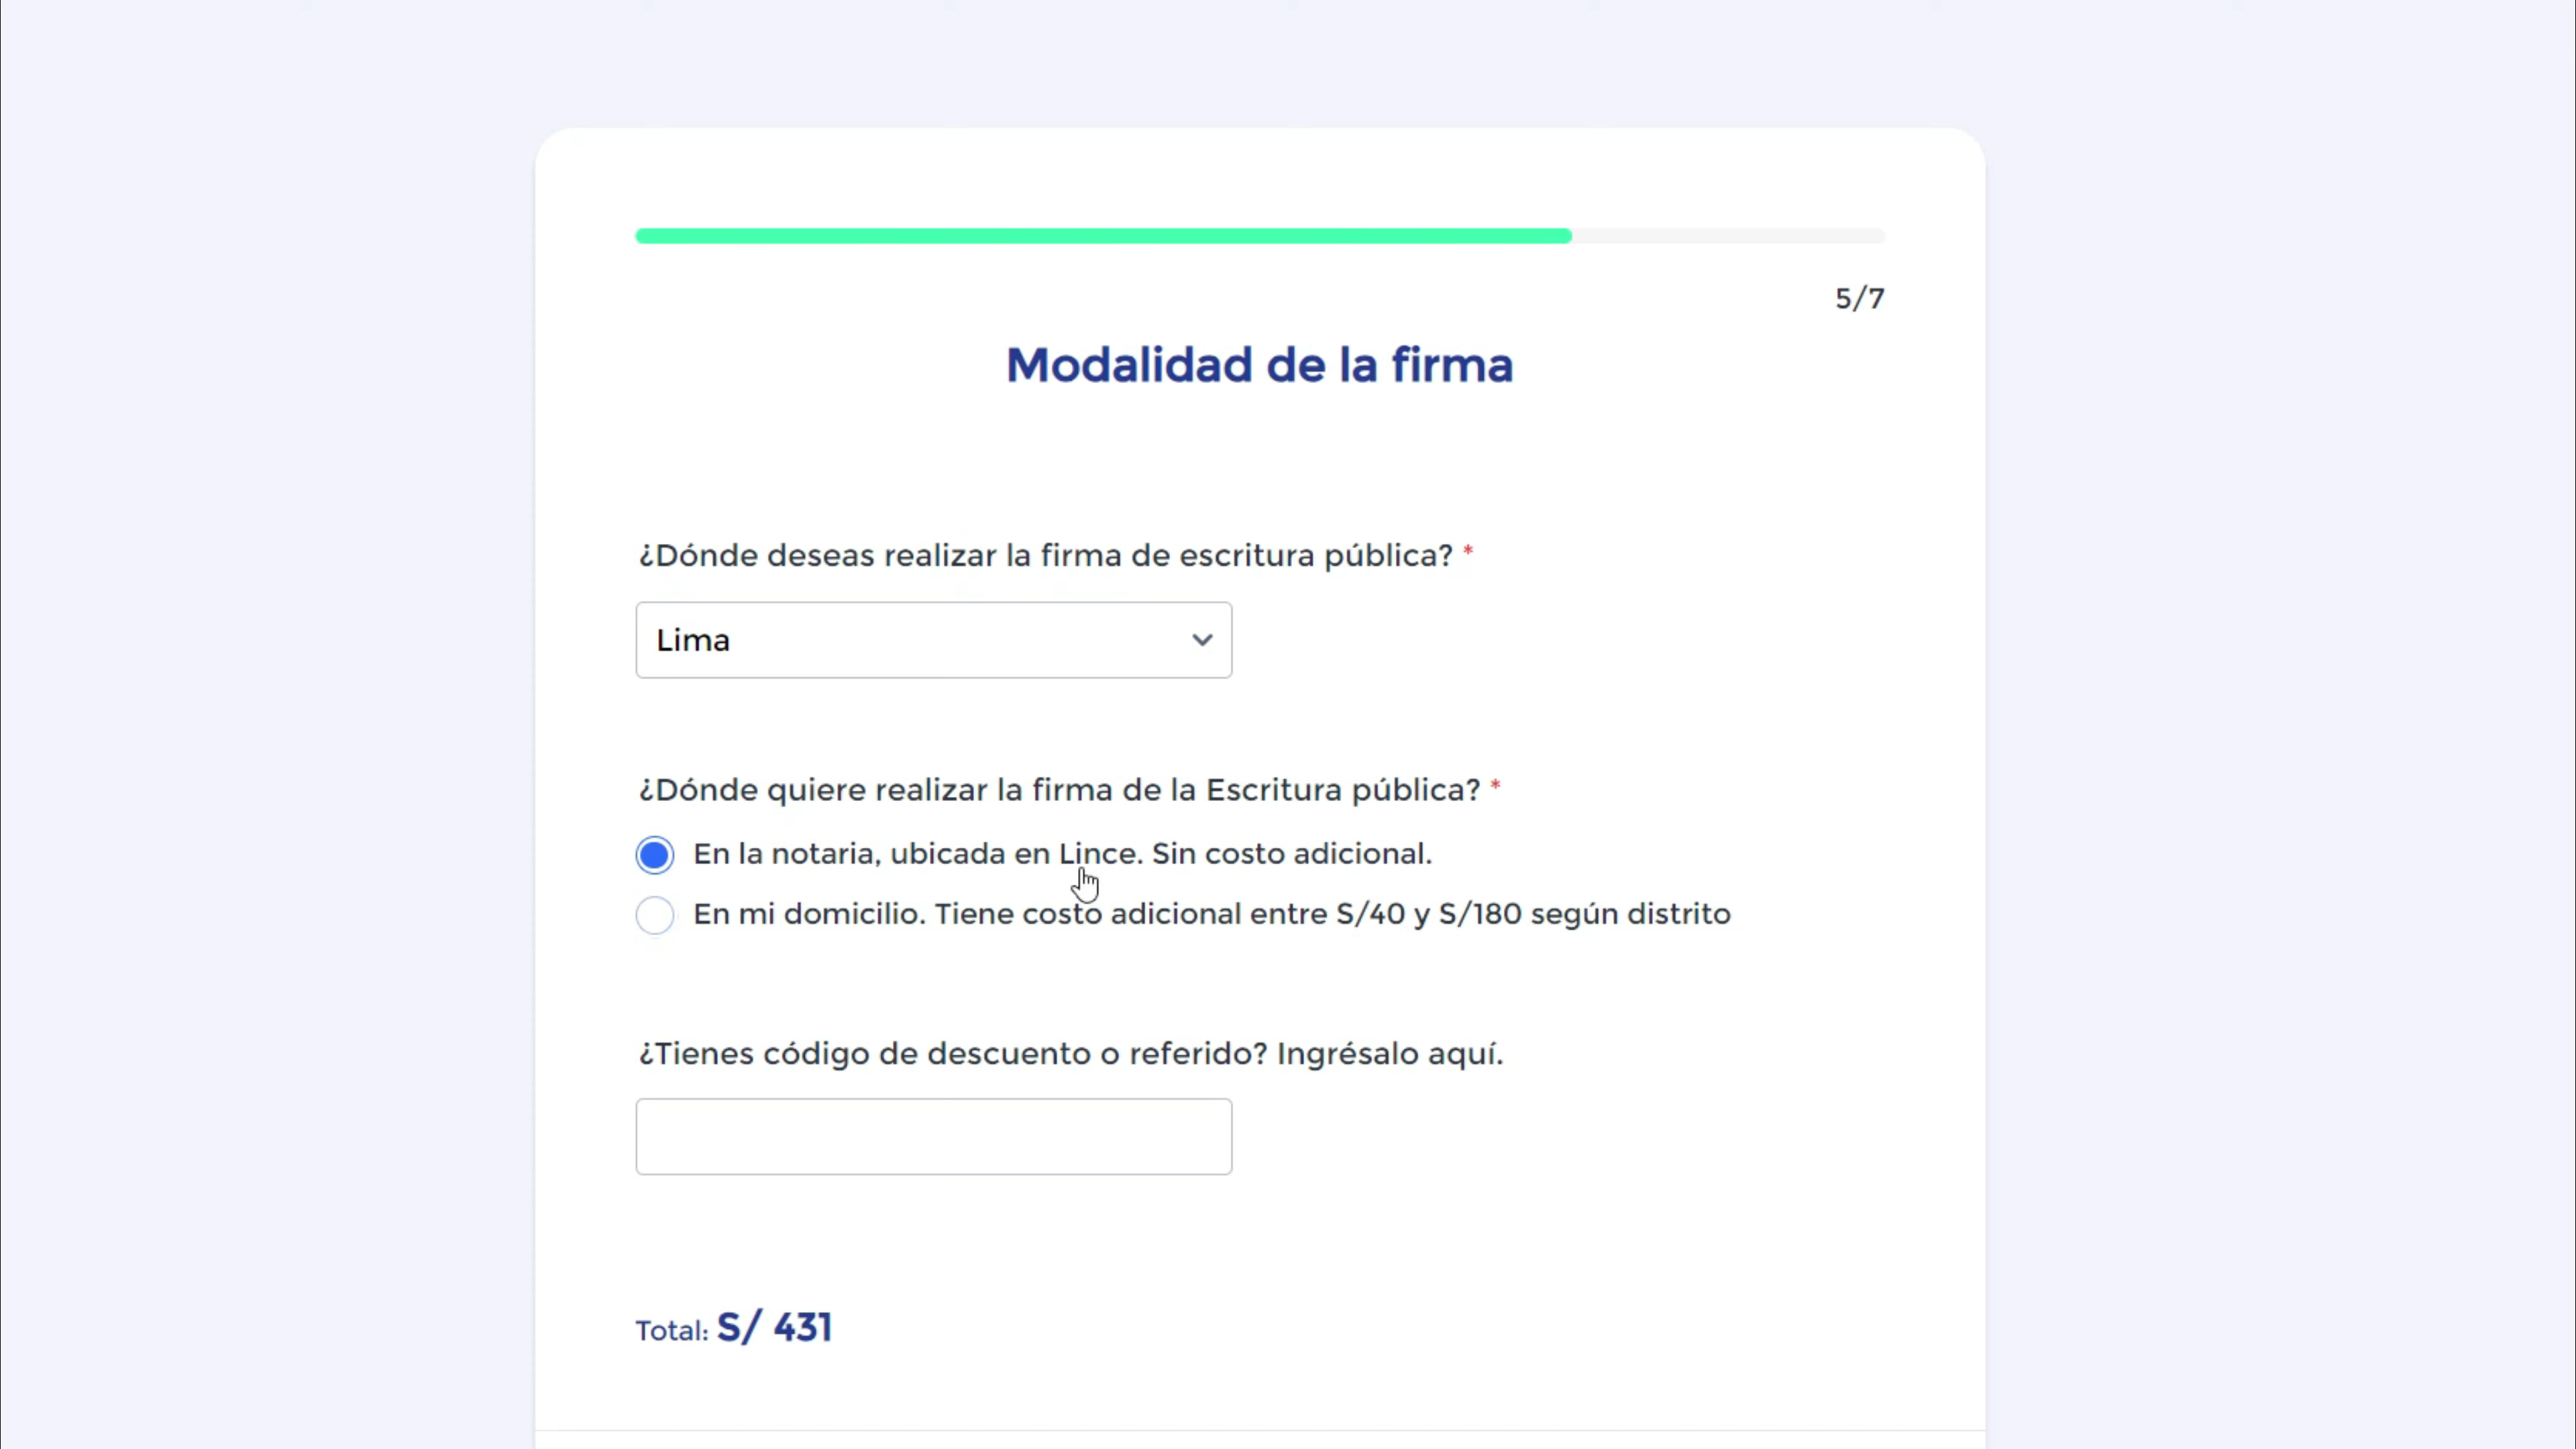 5/7
Modalidad de la firma
¿Dónde deseas realizar la firma de escritura pública? *
Lima
¿Dónde quiere realizar la firma de la Escritura pública? *
En la notaria, ubicada en Lince. Sin costo adicional.
En mi domicilio. Tiene costo adicional entre S/40 y S/180 según distrito
¿Tienes código de descuento o referido? Ingrésalo aquí.
Total: S/ 431